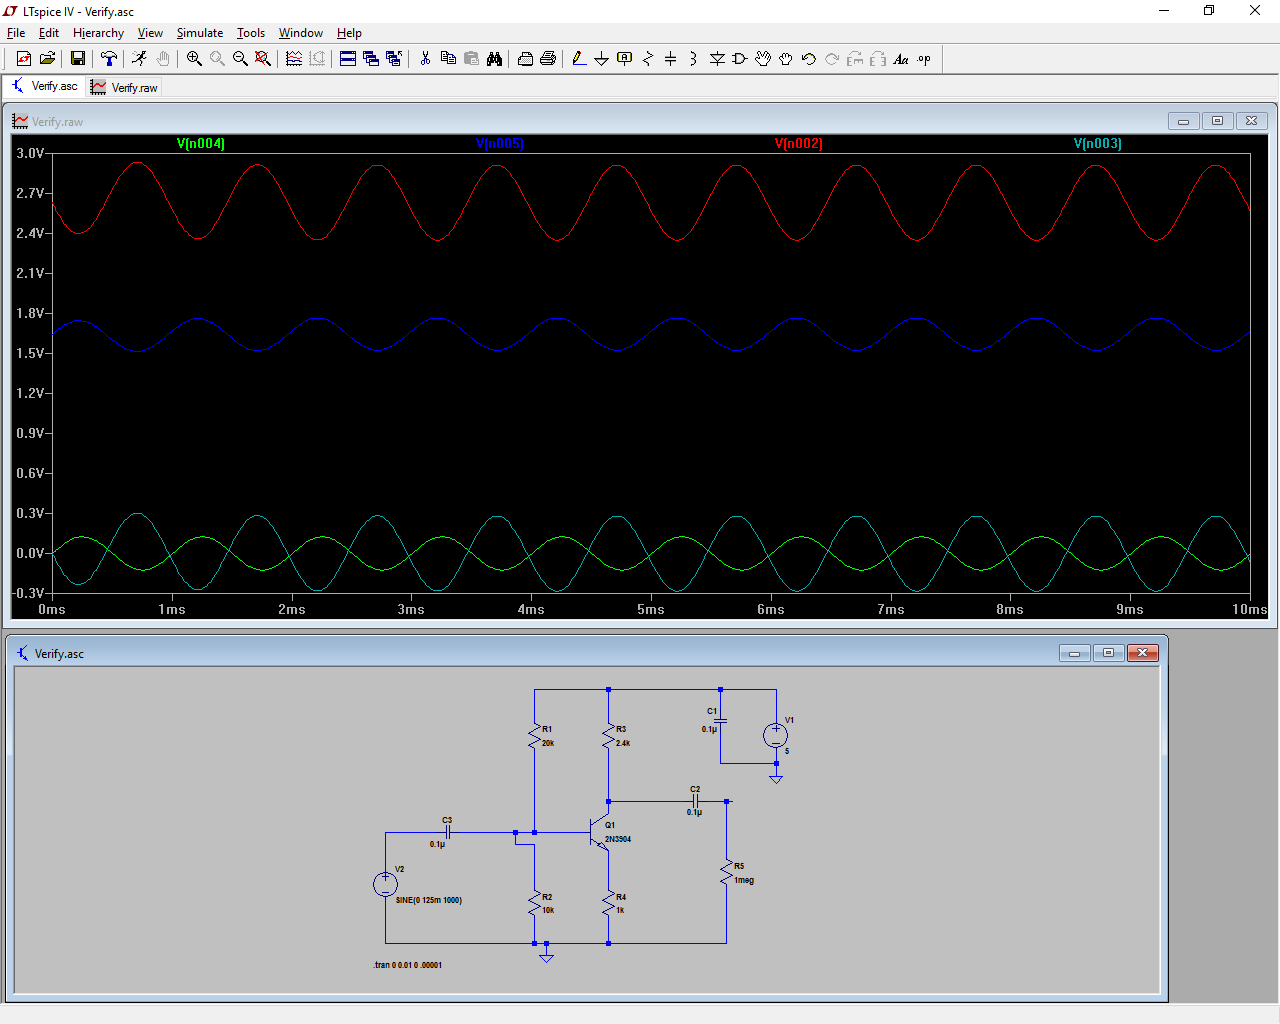 LTspice IV - Verify.asc
File Edit Hierarchy View Simulate Tools Window Help
Aa .op
Verify.asc Verify.raw
Verify.raw
V(n004) V(n005) V(n002) V(n003)
3.0V
2.7V
2.4V
2.1V
1.8V
1.5V
1.2V
0.9V
0.6V
0.3V
0.0V
-0.3V
0ms 1ms 2ms 3ms 4ms 5ms 6ms 7ms 8ms 9ms 10ms
Verify.asc
C1
0.1µ
V1
5
R1
20k
R3
2.4k
C2
0.1µ
C3
0.1µ
Q1
2N3904
V2
SINE(0 125m 1000)
R5
1meg
R2
10k
R4
1k
.tran 0 0.01 0 .00001